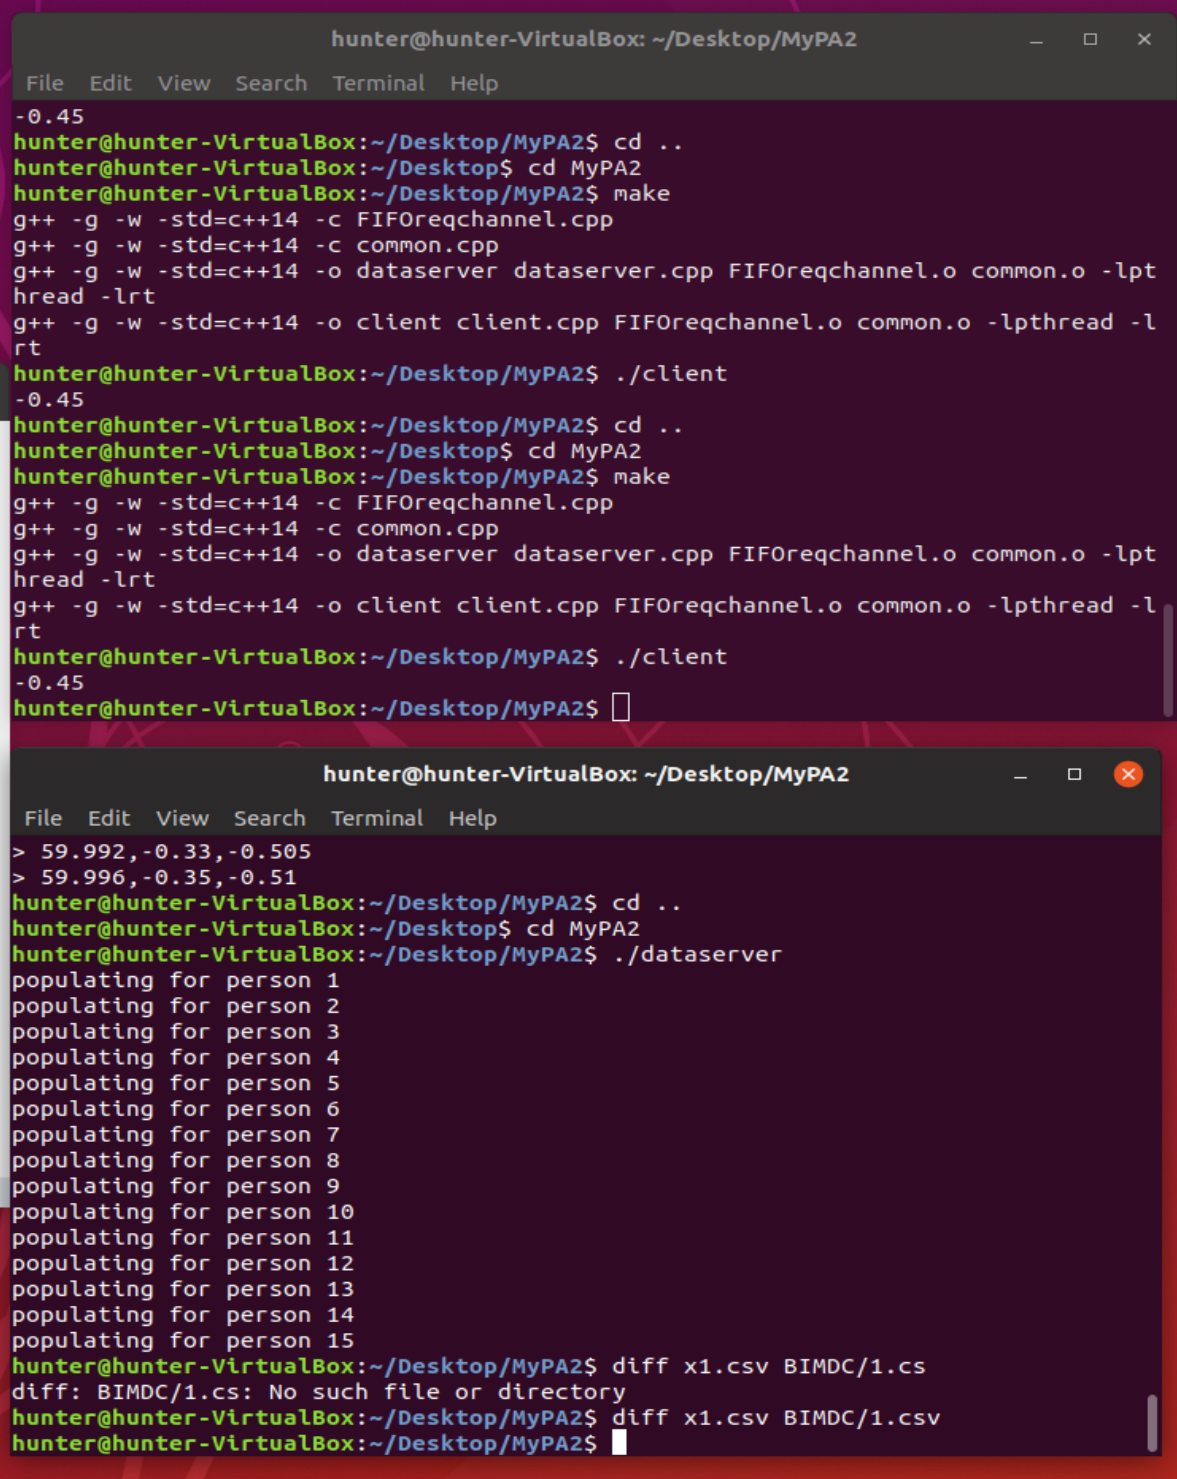 hunter@hunter-VirtualBox: ~/Desktop/MyPA2
File Edit View Search Terminal Help
-0.45
hunter@hunter-VirtualBox:~/Desktop/MyPA2$ cd ..
hunter@hunter-VirtualBox:~/Desktop$ cd MyPA2
hunter@hunter-VirtualBox:~/Desktop/MyPA2$ make
g++ -g -w -std=c++14 -c FIFOreqchannel.cpp
g++ -g -w -std=c++14 -c common.cpp
g++ -g -w -std=c++14 -o dataserver dataserver.cpp FIFOreqchannel.o common.o -lpt
hread -lrt
g++ -g -w -std=c++14 -o client client.cpp FIFOreqchannel.o common.o -lpthread -l
rt
hunter@hunter-VirtualBox:~/Desktop/MyPA2$ ./client
-0.45
hunter@hunter-VirtualBox:~/Desktop/MyPA2$ cd ..
hunter@hunter-VirtualBox:~/Desktop$ cd MyPA2
hunter@hunter-VirtualBox:~/Desktop/MyPA2$ make
g++ -g -w -std=c++14 -c FIFOreqchannel.cpp
g++ -g -w -std=c++14 -c common.cpp
g++ -g -w -std=c++14 -o dataserver dataserver.cpp FIFOreqchannel.o common.o -lpt
hread -lrt
g++ -g -w -std=c++14 -o client client.cpp FIFOreqchannel.o common.o -lpthread -l
rt
hunter@hunter-VirtualBox:~/Desktop/MyPA2$ ./client
-0.45
hunter@hunter-VirtualBox:~/Desktop/MyPA2$
hunter@hunter-VirtualBox: ~/Desktop/MyPA2
File Edit View Search Terminal Help
> 59.992,-0.33,-0.505
> 59.996,-0.35,-0.51
hunter@hunter-VirtualBox:~/Desktop/MyPA2$ cd ..
hunter@hunter-VirtualBox:~/Desktop$ cd MyPA2
hunter@hunter-VirtualBox:~/Desktop/MyPA2$ ./dataserver
populating for person 1
populating for person 2
populating for person 3
populating for person 4
populating for person 5
populating for person 6
populating for person 7
populating for person 8
populating for person 9
populating for person 10
populating for person 11
populating for person 12
populating for person 13
populating for person 14
populating for person 15
hunter@hunter-VirtualBox:~/Desktop/MyPA2$ diff x1.csv BIMDC/1.cs
diff: BIMDC/1.cs: No such file or directory
hunter@hunter-VirtualBox:~/Desktop/MyPA2$ diff x1.csv BIMDC/1.csv
hunter@hunter-VirtualBox:~/Desktop/MyPA2$